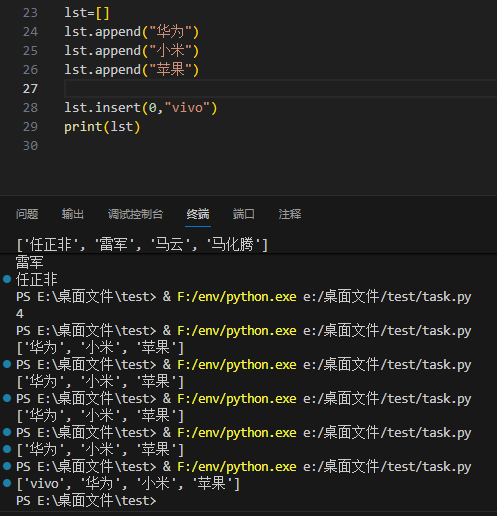 23 lst=[]
24 lst.append("华为")
25 lst.append("小米")
26 lst.append("苹果")
27
28 lst.insert(0,"vivo")
29 print(lst)
30
问题 输出 调试控制台 终端 端口 注释
['任正非', '雷军', '马云', '马化腾']
雷军
任正非
PS E:\桌面文件\test> & F:/env/python.exe e:/桌面文件/test/task.py
4
PS E:\桌面文件\test> & F:/env/python.exe e:/桌面文件/test/task.py
['华为', '小米', '苹果']
PS E:\桌面文件\test> & F:/env/python.exe e:/桌面文件/test/task.py
['华为', '小米', '苹果']
PS E:\桌面文件\test> & F:/env/python.exe e:/桌面文件/test/task.py
['华为', '小米', '苹果']
PS E:\桌面文件\test> & F:/env/python.exe e:/桌面文件/test/task.py
['华为', '小米', '苹果']
PS E:\桌面文件\test> & F:/env/python.exe e:/桌面文件/test/task.py
['vivo', '华为', '小米', '苹果']
PS E:\桌面文件\test>